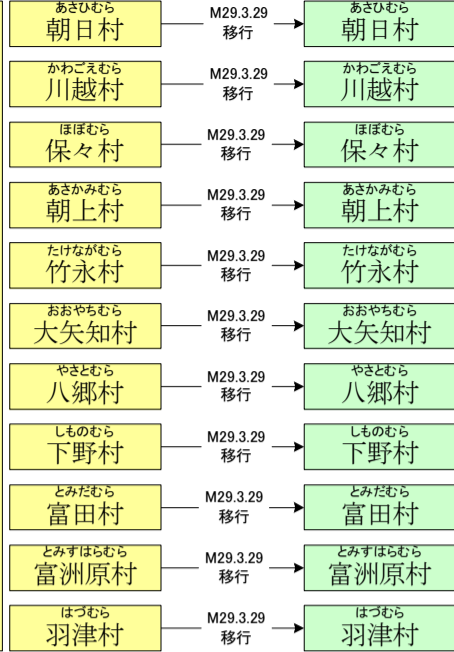 あさひむら
朝日村
M29.3.29
移行
あさひむら
朝日村
かわごえむら
川越村
M29.3.29
移行
かわごえむら
川越村
ほぼむら
保々村
M29.3.29
移行
ほぼむら
保々村
あさかみむら
朝上村
M29.3.29
移行
あさかみむら
朝上村
たけながむら
竹永村
M29.3.29
移行
たけながむら
竹永村
おおやちむら
大矢知村
M29.3.29
移行
おおやちむら
大矢知村
やさとむら
八郷村
M29.3.29
移行
やさとむら
八郷村
しものむら
下野村
M29.3.29
移行
しものむら
下野村
とみだむら
富田村
M29.3.29
移行
とみだむら
富田村
とみすはらむら
富洲原村
M29.3.29
移行
とみすはらむら
富洲原村
はづむら
羽津村
M29.3.29
移行
はづむら
羽津村